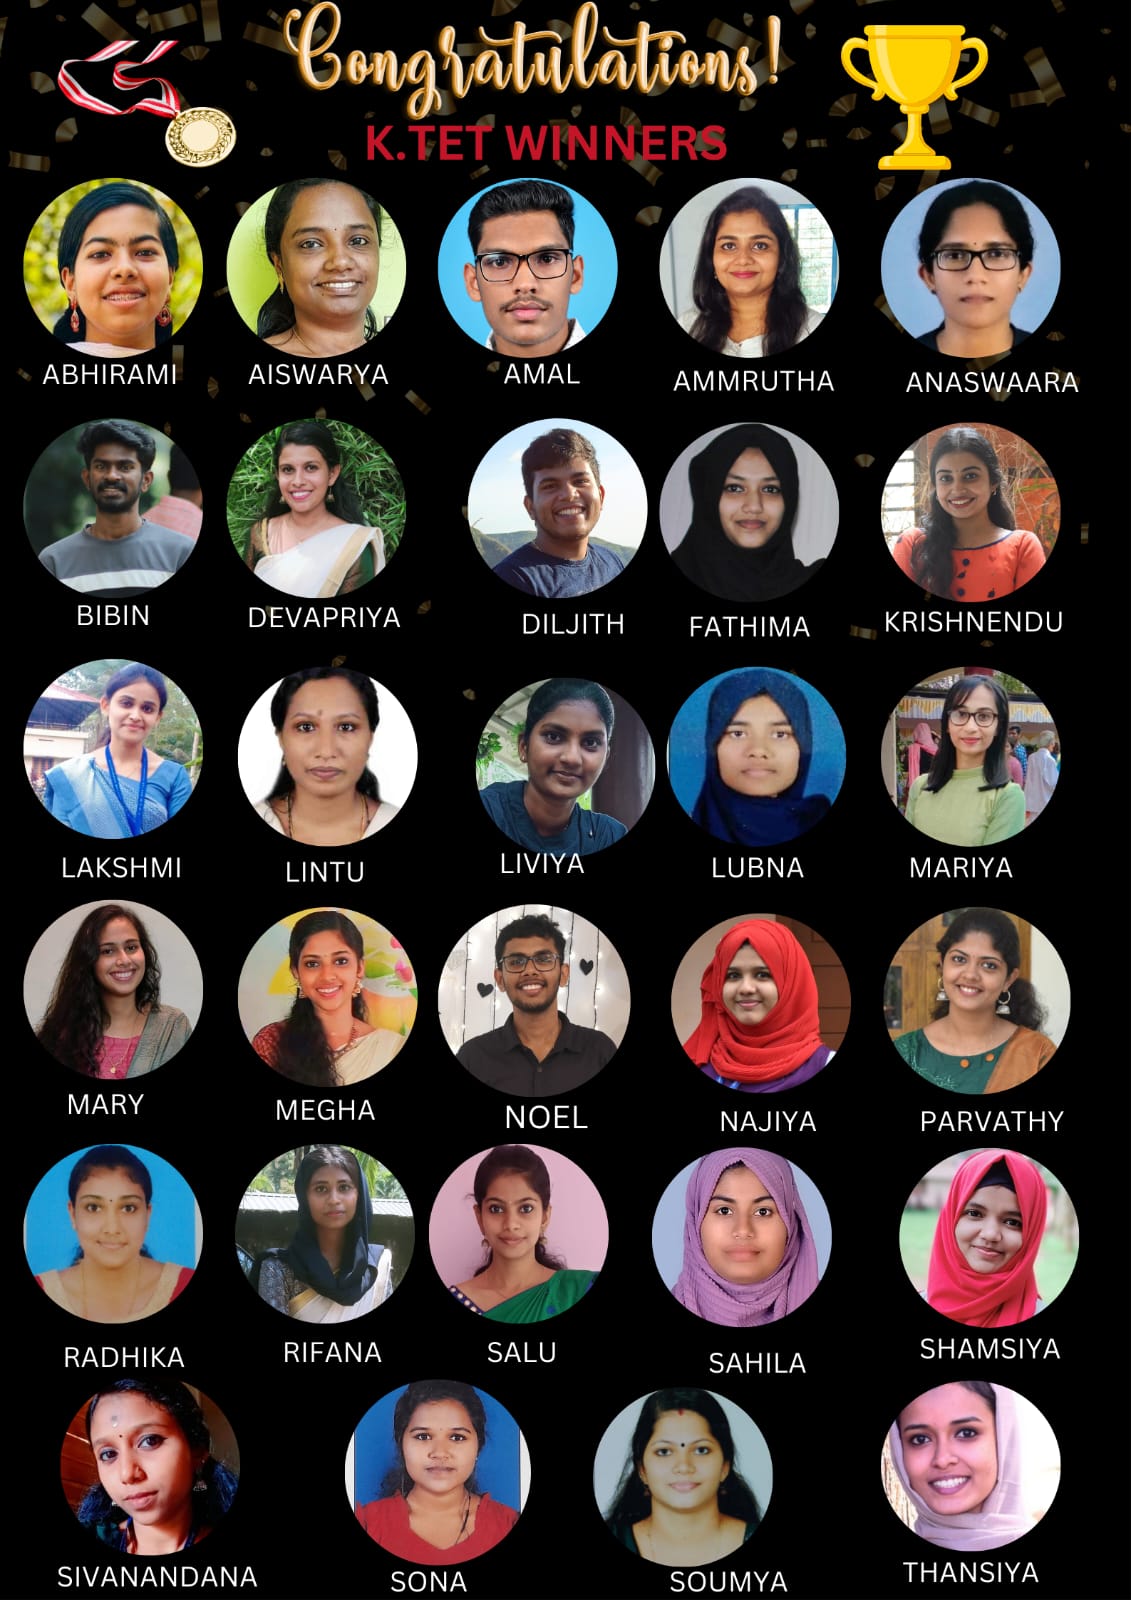 Congratulations!
K.TET WINNERS
ABHIRAMI
AISWARYA
AMAL
AMMRUTHA
ANASWAARA
BIBIN
DEVAPRIYA
DILJITH
FATHIMA
KRISHNENDU
LAKSHMI
LINTU
LIVIYA
LUBNA
MARIYA
MARY
MEGHA
NOEL
NAJIYA
PARVATHY
RADHIKA
RIFANA
SALU
SAHILA
SHAMSIYA
SIVANANDANA
SONA
SOUMYA
THANSIYA